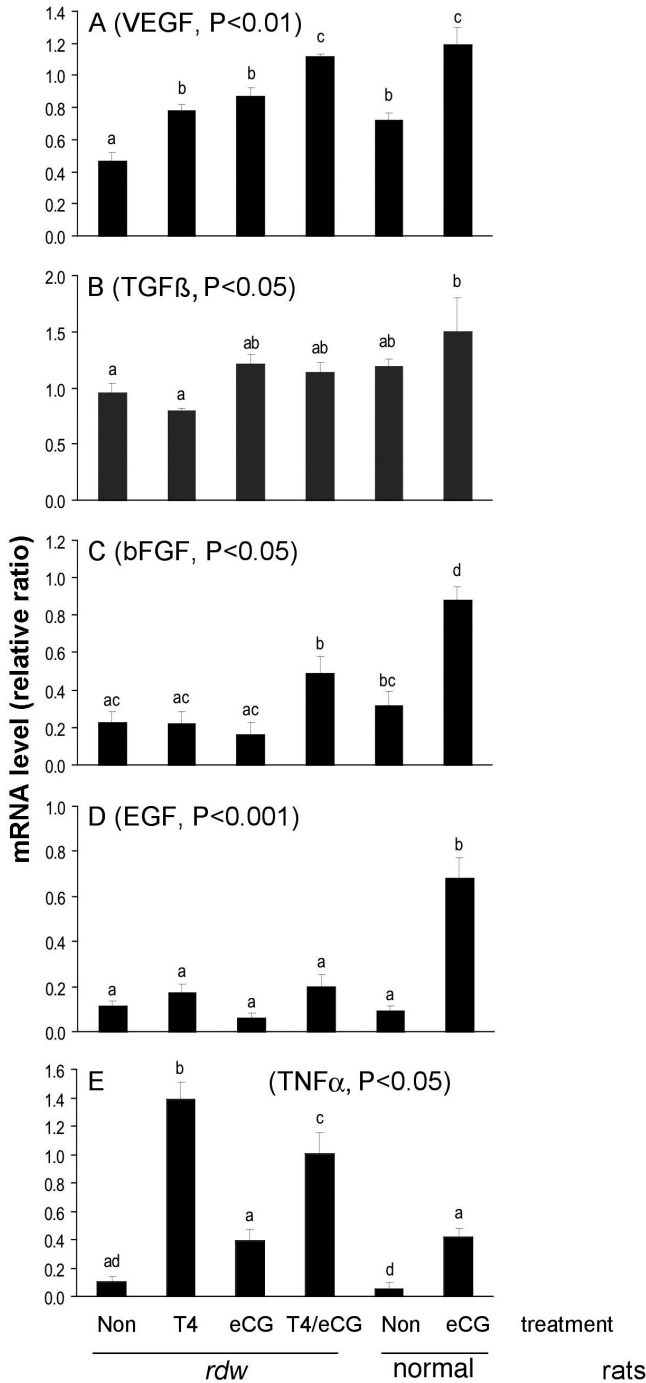 A (VEGF, P<0.01)
1.4
1.2
1.0
0.8
0.6
0.4
0.2
0.0
a
b
b
c
b
c
B (TGFß, P<0.05)
2.0
1.5
1.0
0.5
0.0
a
a
ab
ab
ab
b
mRNA level (relative ratio)
C (bFGF, P<0.05)
1.2
1.0
0.8
0.6
0.4
0.2
0.0
ac
ac
ac
b
bc
d
D (EGF, P<0.001)
1.0
0.8
0.6
0.4
0.2
0.0
a
a
a
a
a
b
E (TNFα, P<0.05)
1.6
1.4
1.2
1.0
0.8
0.6
0.4
0.2
0.0
ad
b
a
c
d
a
Non T4 eCG T4/eCG Non eCG treatment
rdw normal rats